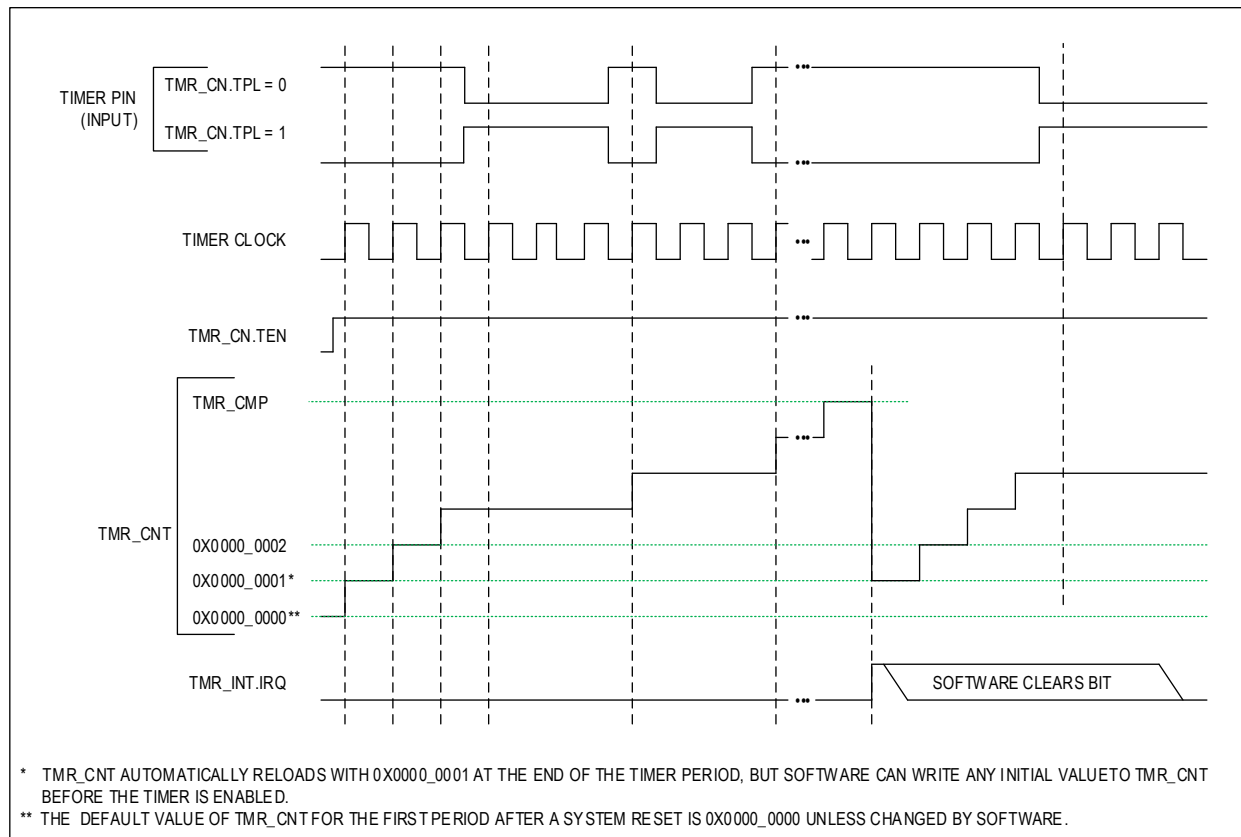 TMR_CN.TPL = 0
TIMER PIN
(INPUT)
TMR_CN.TPL = 1
TIMER CLOCK
TMR_CN.TEN
TMR_CMP
TMR_CNT
0X0000_0002
0X0000_0001*
0X0000_0000**
TMR_INT.IRQ
SOFTWARE CLEARS BIT
* TMR_CNT AUTOMATICALLY RELOADS WITH 0X0000_0001 AT THE END OF THE TIMER PERIOD, BUT SOFTWARE CAN WRITE ANY INITIAL VALUE TO TMR_CNT
BEFORE THE TIMER IS ENABLED.
** THE DEFAULT VALUE OF TMR_CNT FOR THE FIRST PERIOD AFTER A SYSTEM RESET IS 0X0000_0000 UNLESS CHANGED BY SOFTWARE.